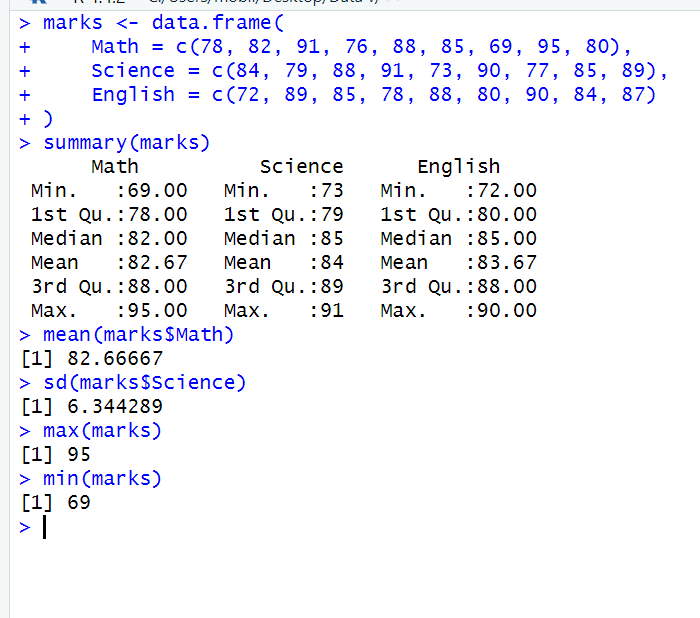 > marks <- data.frame(
+     Math = c(78, 82, 91, 76, 88, 85, 69, 95, 80),
+     Science = c(84, 79, 88, 91, 73, 90, 77, 85, 89),
+     English = c(72, 89, 85, 78, 88, 80, 90, 84, 87)
+ )
> summary(marks)
      Math          Science      English
 Min.   :69.00   Min.   :73   Min.   :72.00
 1st Qu.:78.00   1st Qu.:79   1st Qu.:80.00
 Median :82.00   Median :85   Median :85.00
 Mean   :82.67   Mean   :84   Mean   :83.67
 3rd Qu.:88.00   3rd Qu.:89   3rd Qu.:88.00
 Max.   :95.00   Max.   :91   Max.   :90.00
> mean(marks$Math)
[1] 82.66667
> sd(marks$Science)
[1] 6.344289
> max(marks)
[1] 95
> min(marks)
[1] 69
>